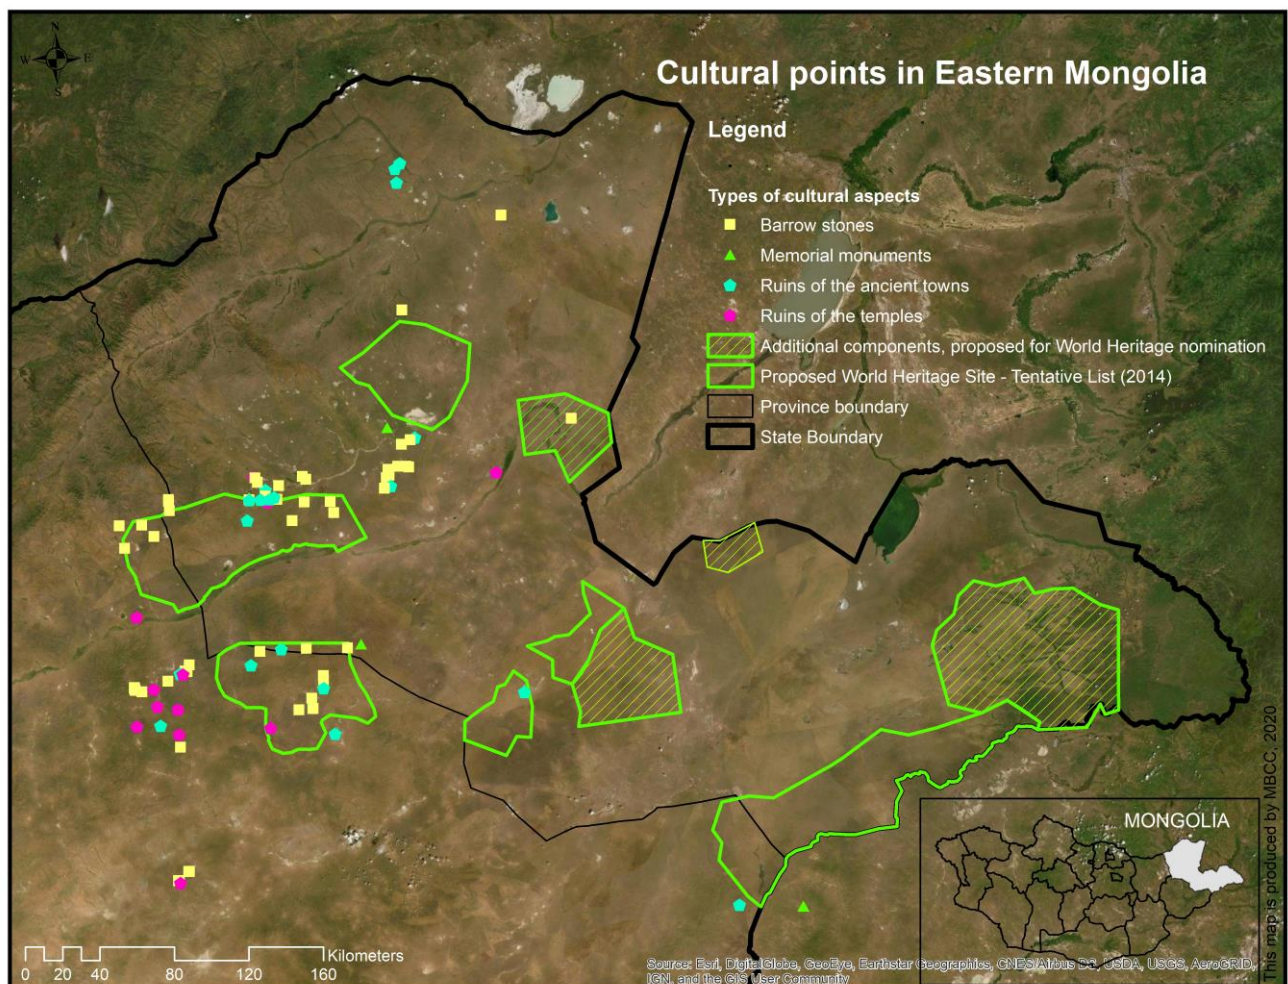 N
W E
S
Cultural points in Eastern Mongolia
Legend
Types of cultural aspects
Barrow stones
Memorial monuments
Ruins of the ancient towns
Ruins of the temples
Additional components, proposed for World Heritage nomination
Proposed World Heritage Site - Tentative List (2014)
Province boundary
State Boundary
MONGOLIA
This map is produced by MBCC, 2020
Kilometers
0 20 40 80 120 160
Source: Esri, DigitalGlobe, GeoEye, Earthstar Geographics, CNES/Airbus DS, USDA, USGS, AeroGRID,
IGN, and the GIS User Community